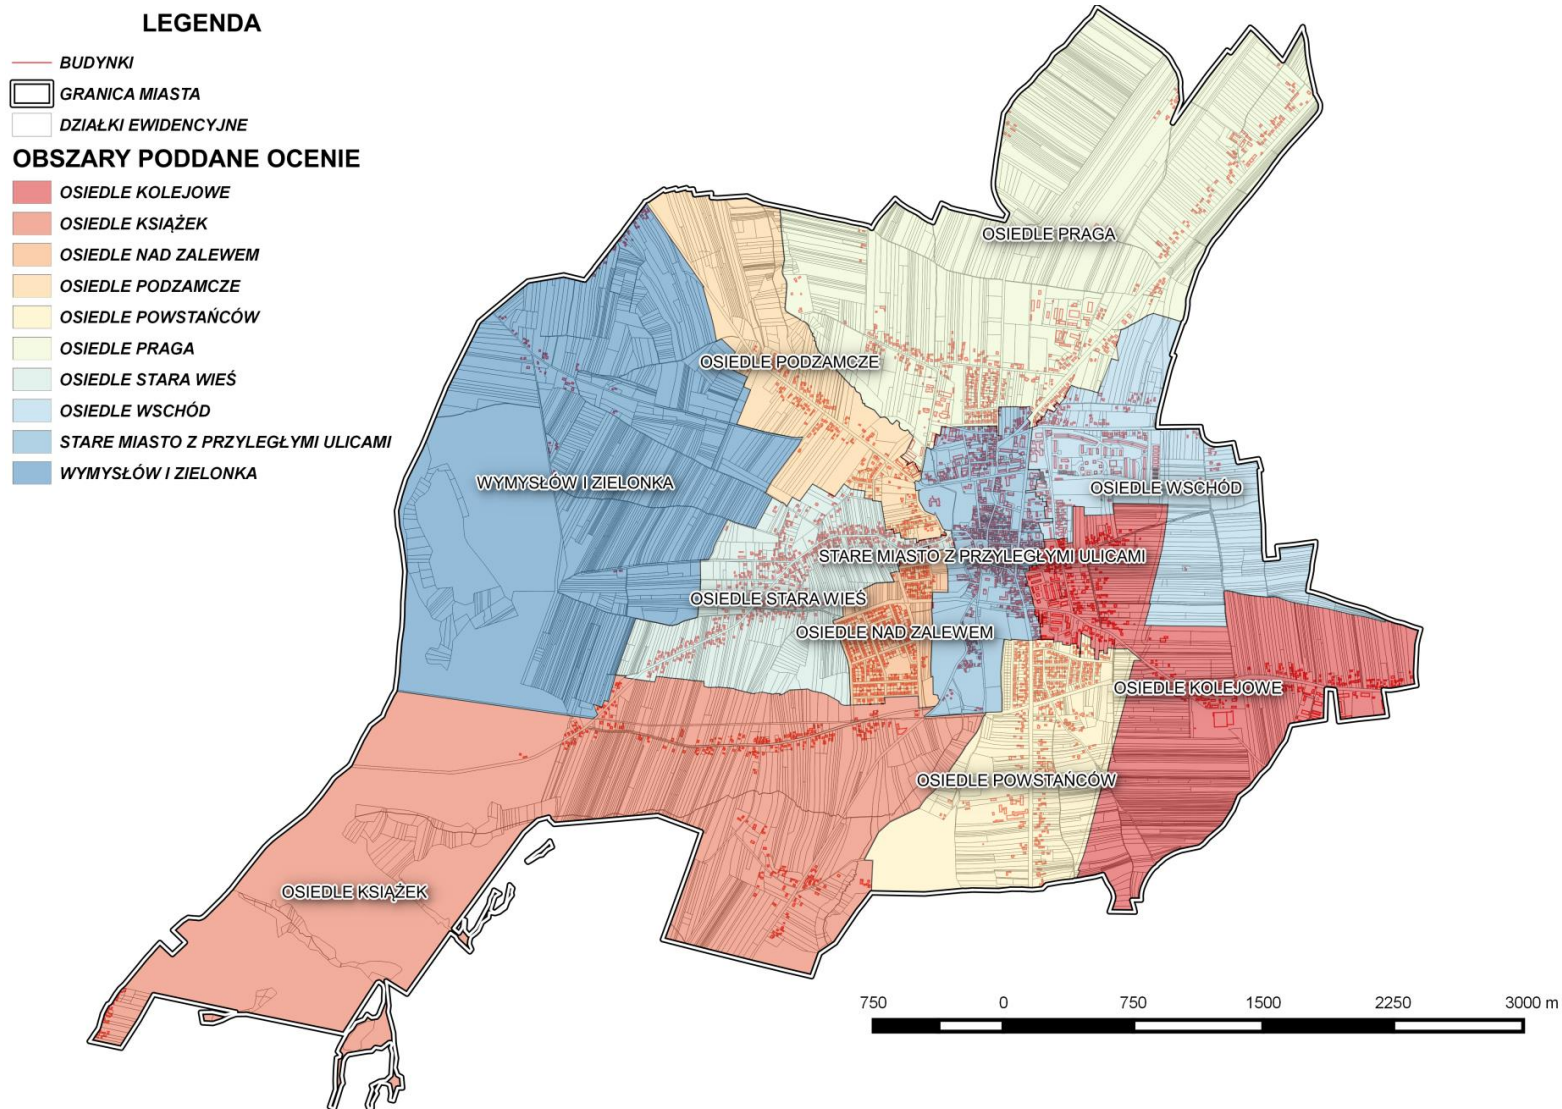 LEGENDA
BUDYNKI
GRANICA MIASTA
DZIAŁKI EWIDENCYJNE
OBSZARY PODDANE OCENIE
OSIEDLE KOLEJOWE
OSIEDLE KSIĄŻEK
OSIEDLE NAD ZALEWEM
OSIEDLE PODZAMCZE
OSIEDLE POWSTAŃCÓW
OSIEDLE PRAGA
OSIEDLE STARA WIEŚ
OSIEDLE WSCHÓD
STARE MIASTO Z PRZYLEGŁYMI ULICAMI
WYMYSŁÓW I ZIELONKA
OSIEDLE PRAGA
OSIEDLE PODZAMCZE
WYMYSŁÓW I ZIELONKA
OSIEDLE WSCHÓD
STARE MIASTO Z PRZYLEGŁYMI ULICAMI
OSIEDLE STARA WIEŚ
OSIEDLE NAD ZALEWEM
OSIEDLE KOLEJOWE
OSIEDLE POWSTAŃCÓW
OSIEDLE KSIĄŻEK
750 0 750 1500 2250 3000 m